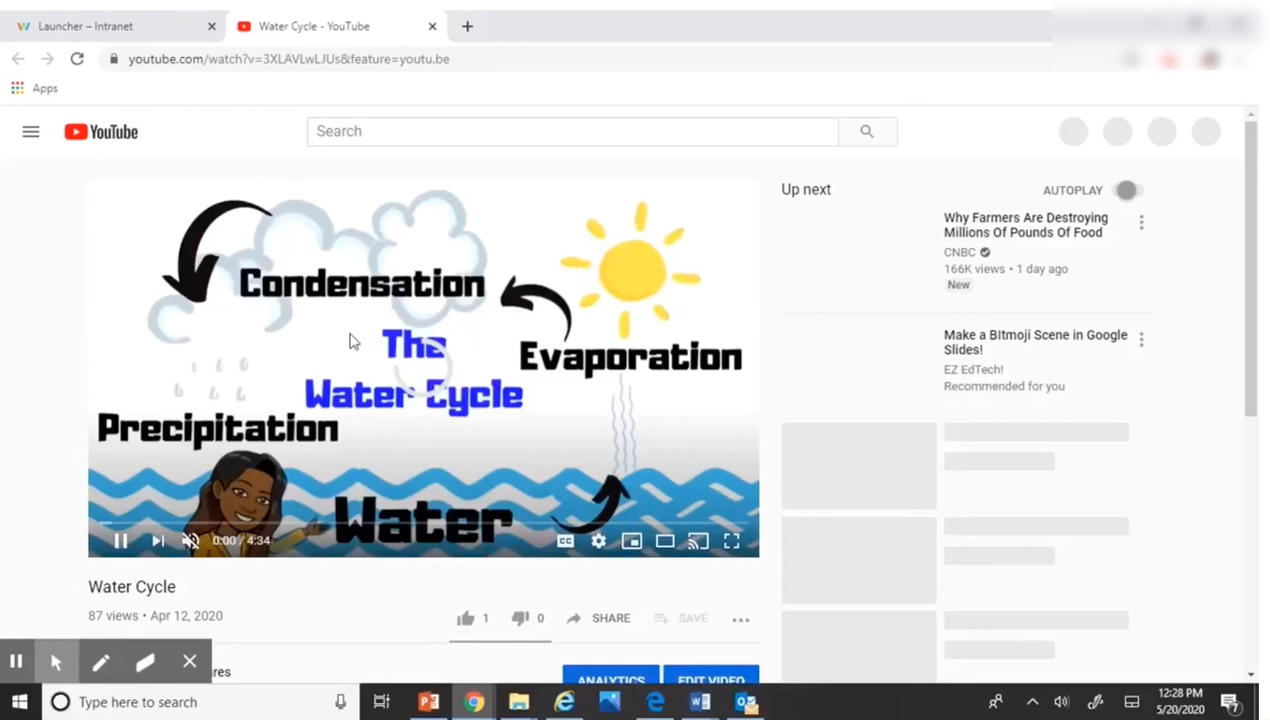 Launcher – Intranet
Water Cycle - YouTube
youtube.com/watch?v=3XLAVLwLJUs&feature=youtu.be
Apps
YouTube
Search
Condensation
The
Water Cycle
Evaporation
Precipitation
Water
0:00 / 4:34
CC
Up next
AUTOPLAY
Why Farmers Are Destroying
Millions Of Pounds Of Food
CNBC
166K views • 1 day ago
New
Make a B!tmoji Scene in Google
Slides!
EZ EdTech!
Recommended for you
Water Cycle
87 views • Apr 12, 2020
1
0
SHARE
SAVE
ANALYTICS
EDIT VIDEO
Type here to search
12:28 PM
5/20/2020
7